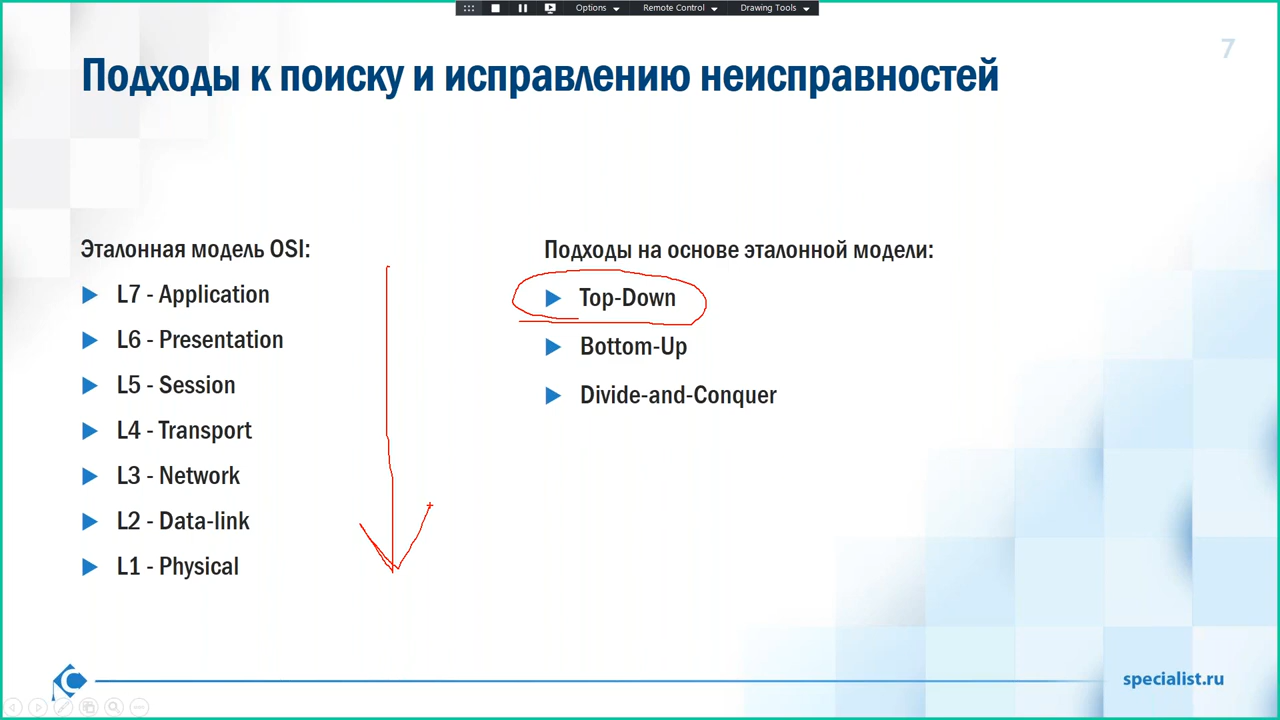 Options
Remote Control
Drawing Tools
7
Подходы к поиску и исправлению неисправностей
Эталонная модель OSI:
L7 - Application
L6 - Presentation
L5 - Session
L4 - Transport
L3 - Network
L2 - Data-link
L1 - Physical
Подходы на основе эталонной модели:
Top-Down
Bottom-Up
Divide-and-Conquer
specialist.ru